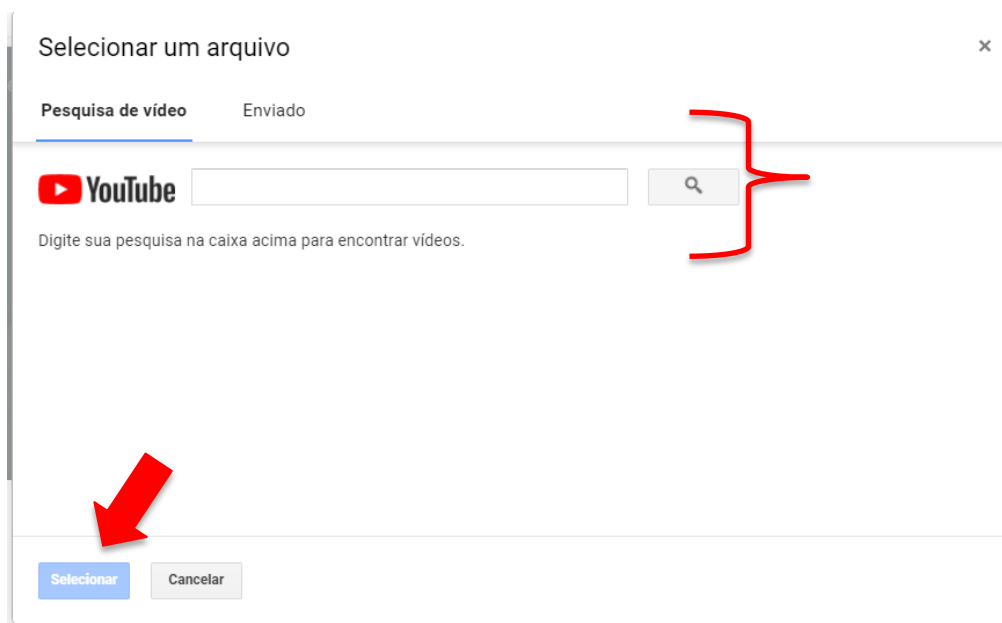 Selecionar um arquivo
Pesquisa de vídeo Enviado
YouTube
Digite sua pesquisa na caixa acima para encontrar vídeos.
Selecionar Cancelar